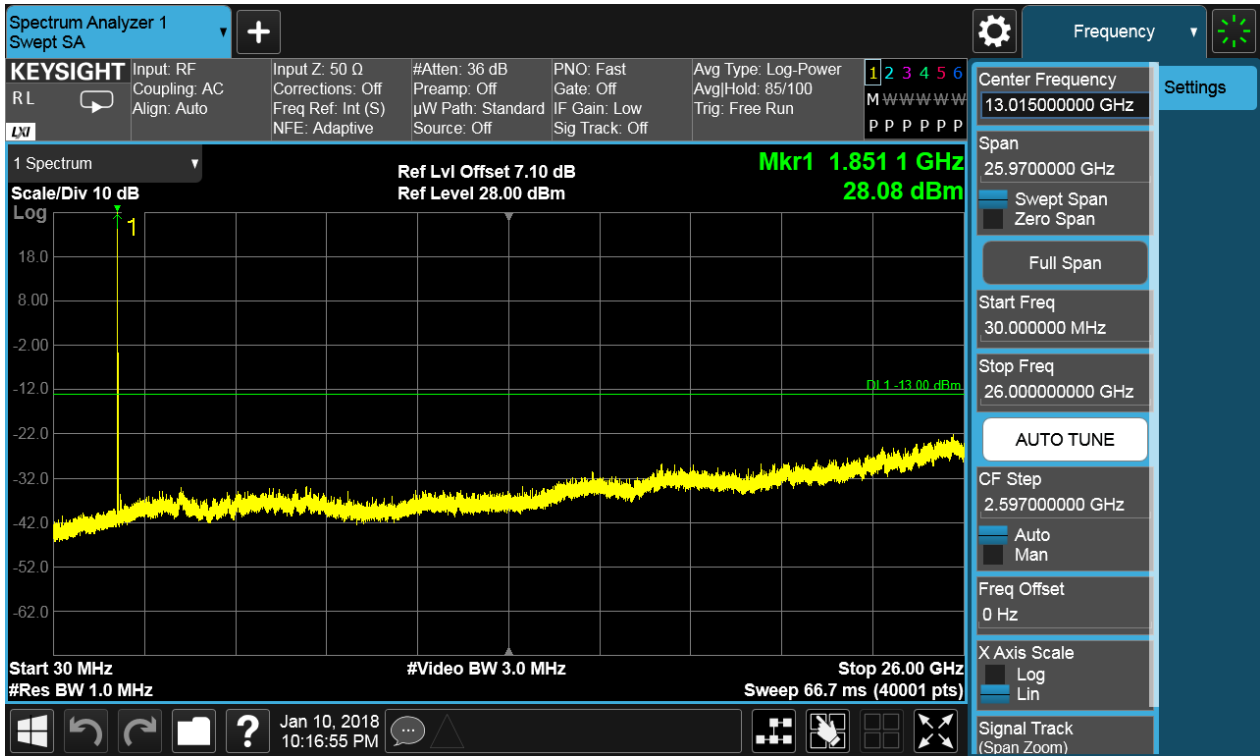 Spectrum Analyzer 1
Swept SA
+
Frequency
KEYSIGHT
R L
LXI
Input: RF
Coupling: AC
Align: Auto
Input Z: 50 Ω
Corrections: Off
Freq Ref: Int (S)
NFE: Adaptive
#Atten: 36 dB
Preamp: Off
µW Path: Standard
Source: Off
PNO: Fast
Gate: Off
IF Gain: Low
Sig Track: Off
Avg Type: Log-Power
Avg|Hold: 85/100
Trig: Free Run
1 2 3 4 5 6
M W W W W W
P P P P P P
1 Spectrum
Scale/Div 10 dB
Log
Ref Lvl Offset 7.10 dB
Ref Level 28.00 dBm
Mkr1 1.851 1 GHz
28.08 dBm
1
18.0
8.00
-2.00
-12.0
-22.0
-32.0
-42.0
-52.0
-62.0
DL1 -13.00 dBm
Start 30 MHz
#Res BW 1.0 MHz
#Video BW 3.0 MHz
Stop 26.00 GHz
Sweep 66.7 ms (40001 pts)
?
Jan 10, 2018
10:16:55 PM
Center Frequency
13.015000000 GHz
Span
25.9700000 GHz
Swept Span
Zero Span
Full Span
Start Freq
30.000000 MHz
Stop Freq
26.000000000 GHz
AUTO TUNE
CF Step
2.597000000 GHz
Auto
Man
Freq Offset
0 Hz
X Axis Scale
Log
Lin
Signal Track
(Span Zoom)
Settings